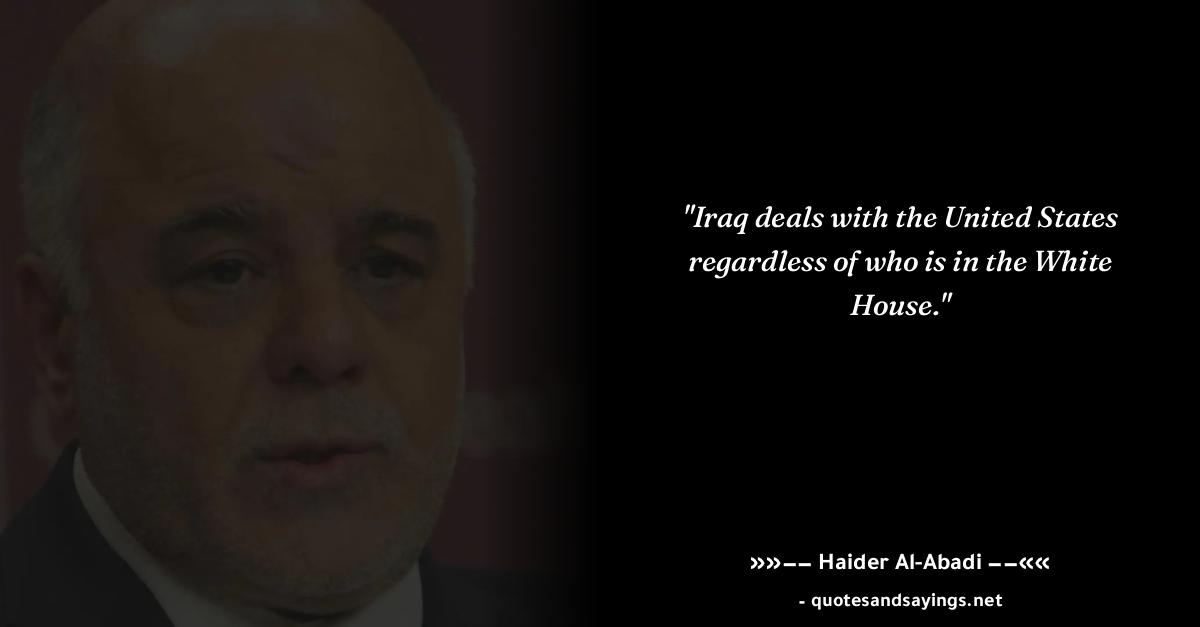 "Iraq deals with the United States
regardless of who is in the White
House."
»»−− Haider Al-Abadi −−««
- quotesandsayings.net